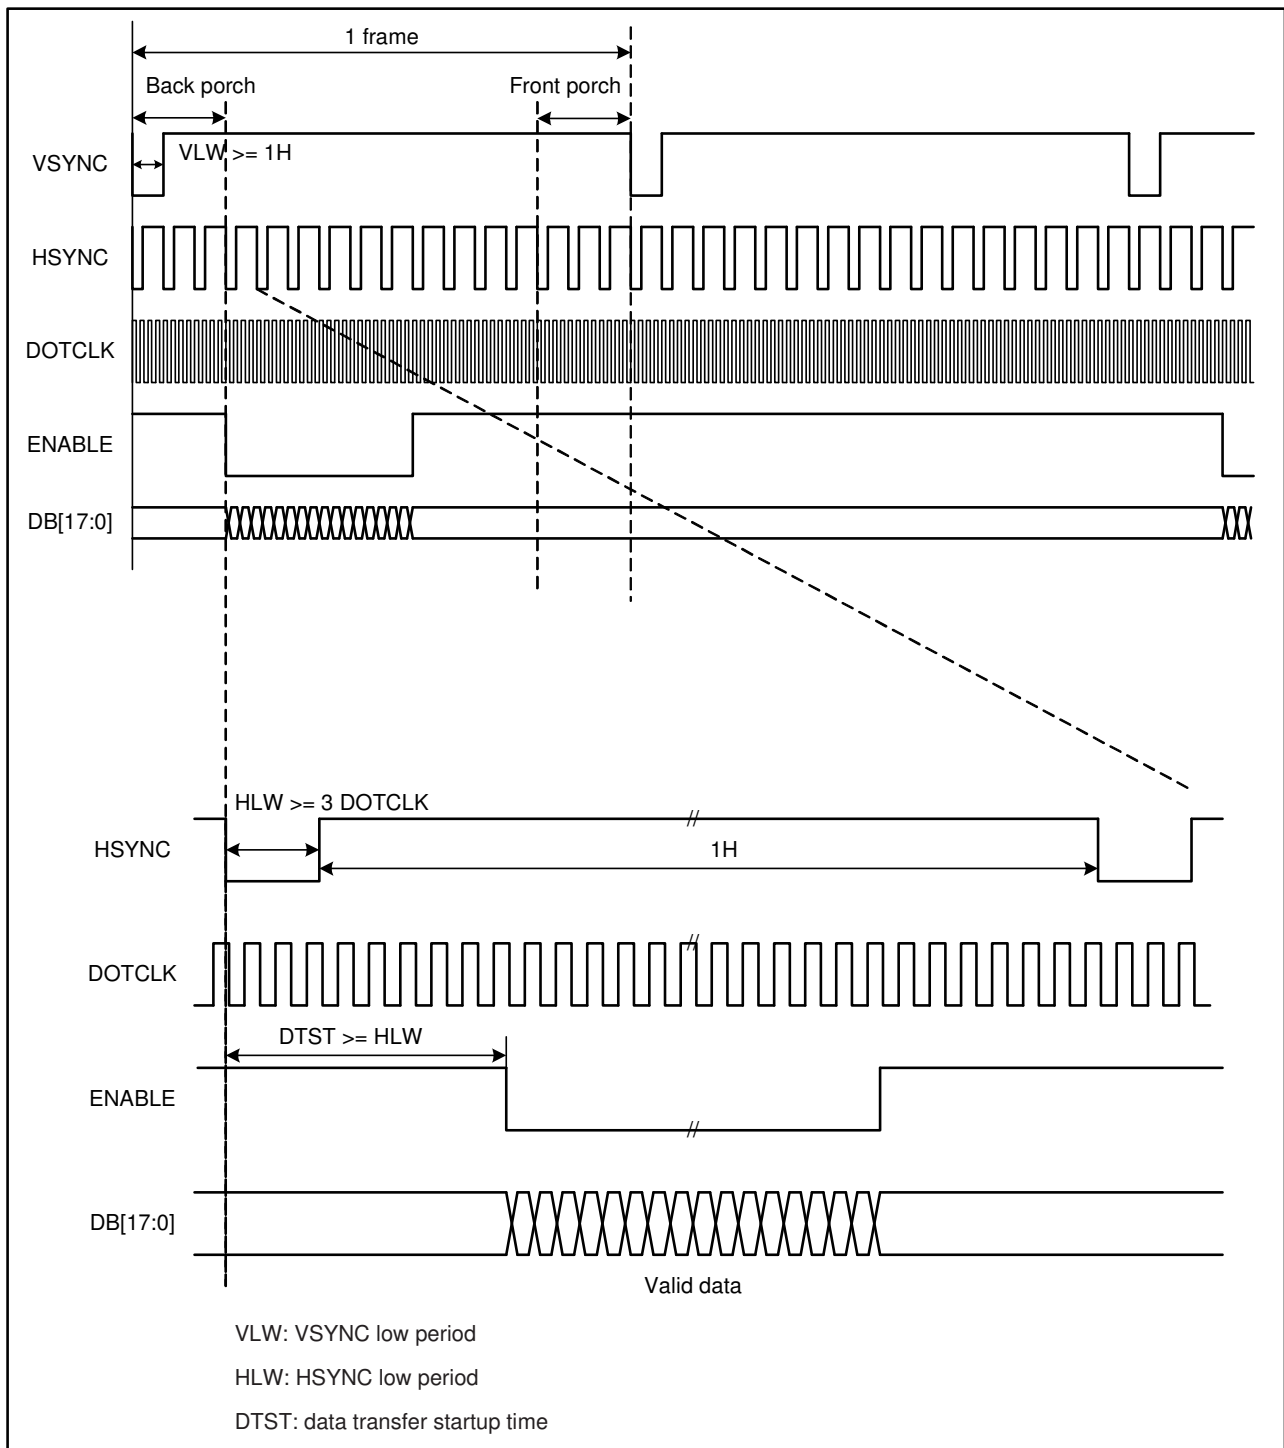 1 frame
Back porch
Front porch
VLW >= 1H
VSYNC
HSYNC
DOTCLK
ENABLE
DB[17:0]
HLW >= 3 DOTCLK
HSYNC
1H
DOTCLK
DTST >= HLW
ENABLE
DB[17:0]
Valid data
VLW: VSYNC low period
HLW: HSYNC low period
DTST: data transfer startup time